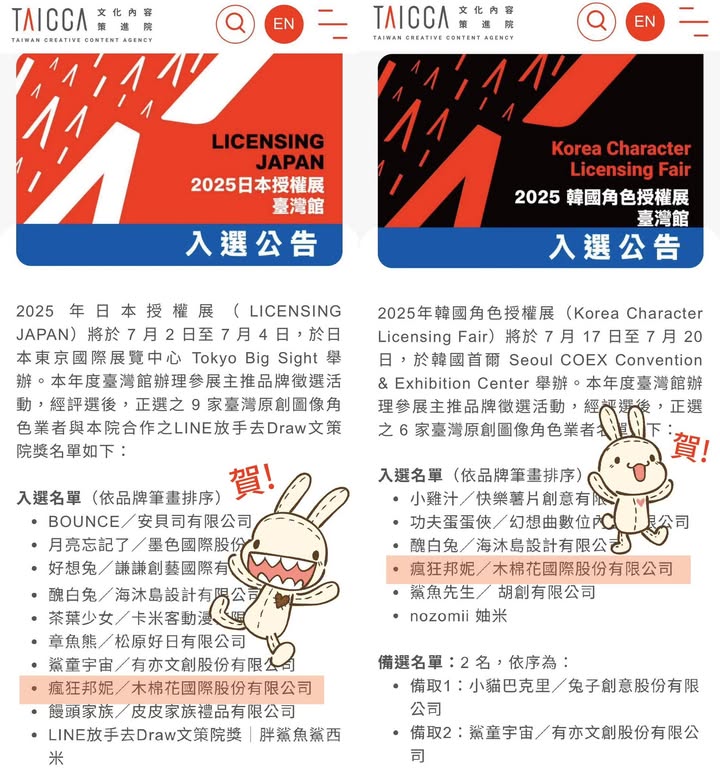 TAICCA 文化內容
策進院
TAIWAN CREATIVE CONTENT AGENCY
EN
LICENSING
JAPAN
2025日本授權展
臺灣館
入選公告
2025 年日本授權展（LICENSING
JAPAN）將於 7 月 2 日至 7 月 4 日，於日
本東京國際展覽中心 Tokyo Big Sight 舉
辦。本年度臺灣館辦理參展主推品牌徵選活
動，經評選後，正選之 9 家臺灣原創圖像角
色業者與本院合作之LINE放手去Draw文策
院獎名單如下：
賀!
入選名單（依品牌筆畫排序）
BOUNCE／安貝司有限公司
月亮忘記了／墨色國際股份
好想兔／謙謙創藝國際有
醜白兔／海沐島設計有限公
茶葉少女／卡米客動漫
限公司
章魚熊／松原好日有限公司
鯊童宇宙／有亦文創股份有限公司
瘋狂邦妮／木棉花國際股份有限公司
饅頭家族／皮皮家族禮品有限公司
LINE放手去Draw文策院獎｜胖鯊魚鯊西
米
TAICCA 文化內容
策進院
TAIWAN CREATIVE CONTENT AGENCY
EN
Korea Character
Licensing Fair
2025 韓國角色授權展
臺灣館
入選公告
2025年韓國角色授權展（Korea Character
Licensing Fair）將於 7 月 17 日至 7 月 20
日，於韓國首爾 Seoul COEX Convention
& Exhibition Center 舉辦。本年度臺灣館辦
理參展主推品牌徵選活動，經評選後，正選
之 6 家臺灣原創圖像角色業者名單如下：
賀!
入選名單（依品牌筆畫排序）
小雞汁／快樂薯片創意有限
功夫蛋蛋俠／幻想曲數位內
限公司
醜白兔／海沐島設計有限公司
瘋狂邦妮／木棉花國際股份有限公司
鯊魚先生／ 胡創有限公司
nozomii 妯米
備選名單：2 名，依序為：
備取1：小貓巴克里／兔子創意股份有限
公司
備取2：鯊童宇宙／有亦文創股份有限公
司